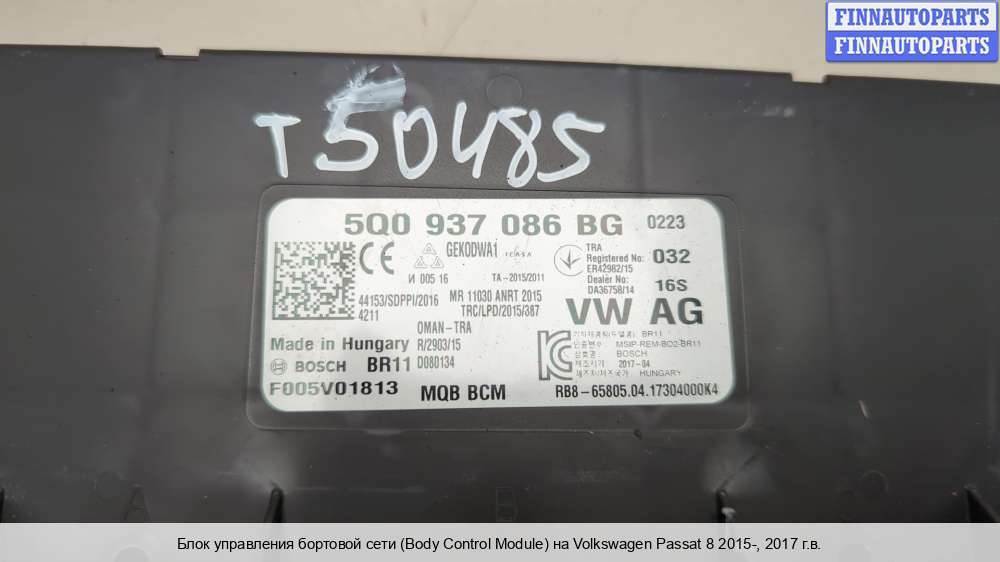 FINNAUTOPARTS
FINNAUTOPARTS
T50485
5Q0 937 086 BG 0223
CE
GEKODWA1
ICASA
TRA
Registered No: 032
ER42982/15
Dealer No: 16S
DA36758/14
И 005 16
TA-2015/2011
44153/SDPPI/2016
4211
MR 11030 ANRT 2015
TRC/LPD/2015/387
VW AG
OMAN-TRA
R/2903/15
D080134
Made in Hungary
BOSCH BR11
F005V01813
MQB BCM
BR11
MSIP-REM-BO2-BR11
BOSCH
2017-04
HUNGARY
RB8-65805.04.17304000K4
Блок управления бортовой сети (Body Control Module) на Volkswagen Passat 8 2015-, 2017 г.в.